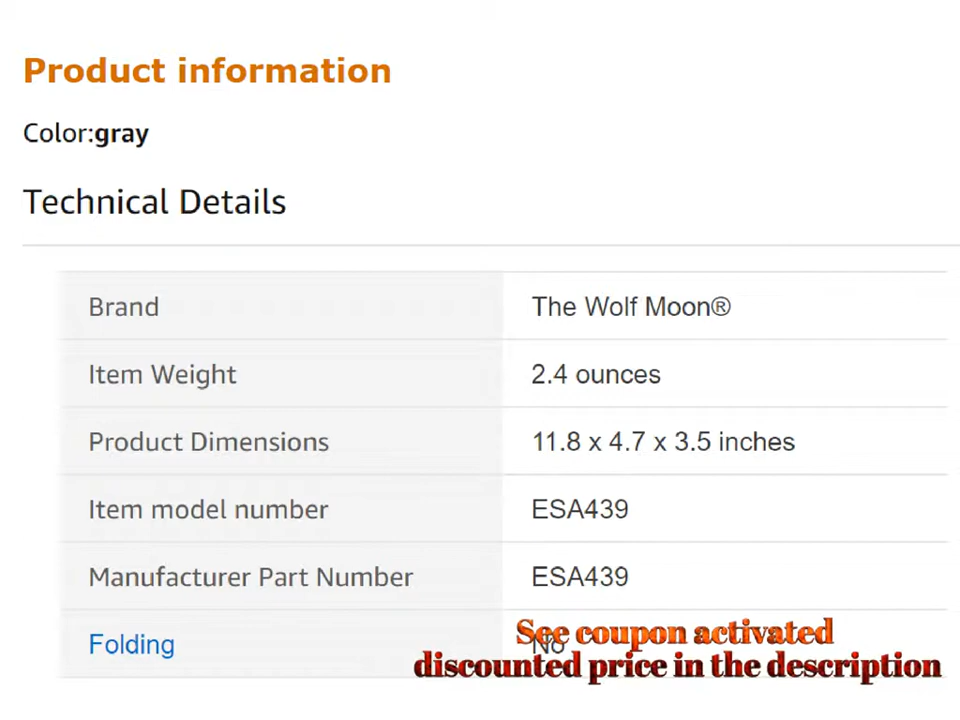 Product information
Color:gray
Technical Details
Brand The Wolf Moon®
Item Weight 2.4 ounces
Product Dimensions 11.8 x 4.7 x 3.5 inches
Item model number ESA439
Manufacturer Part Number ESA439
Folding No
See coupon activated
discounted price in the description